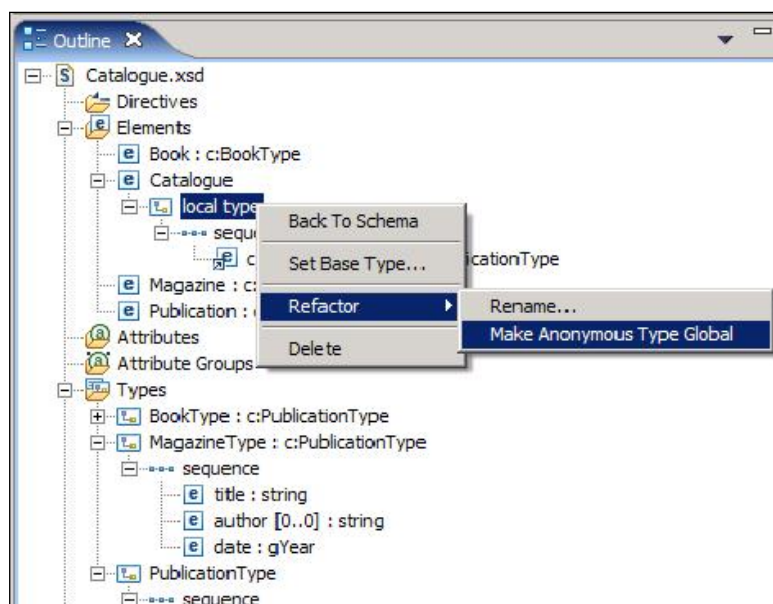 Outline
Catalogue.xsd
Directives
Elements
Book : c:BookType
Catalogue
local type
Back To Schema
sequ
Set Base Type...
c icationType
Magazine : c:
Refactor
Rename...
Publication :
Make Anonymous Type Global
Attributes
Delete
Attribute Groups
Types
BookType : c:PublicationType
MagazineType : c:PublicationType
sequence
title : string
author [0..0] : string
date : gYear
PublicationType
sequence